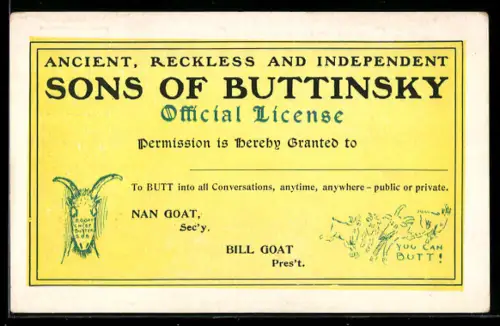 ANCIENT, RECKLESS AND INDEPENDENT
SONS OF BUTTINSKY
Official License
Permission is Hereby Granted to
To BUTT into all Conversations, anytime, anywhere – public or private.
NAN GOAT,
Sec'y.
BILL GOAT
Pres't.
YOU CAN
BUTT!